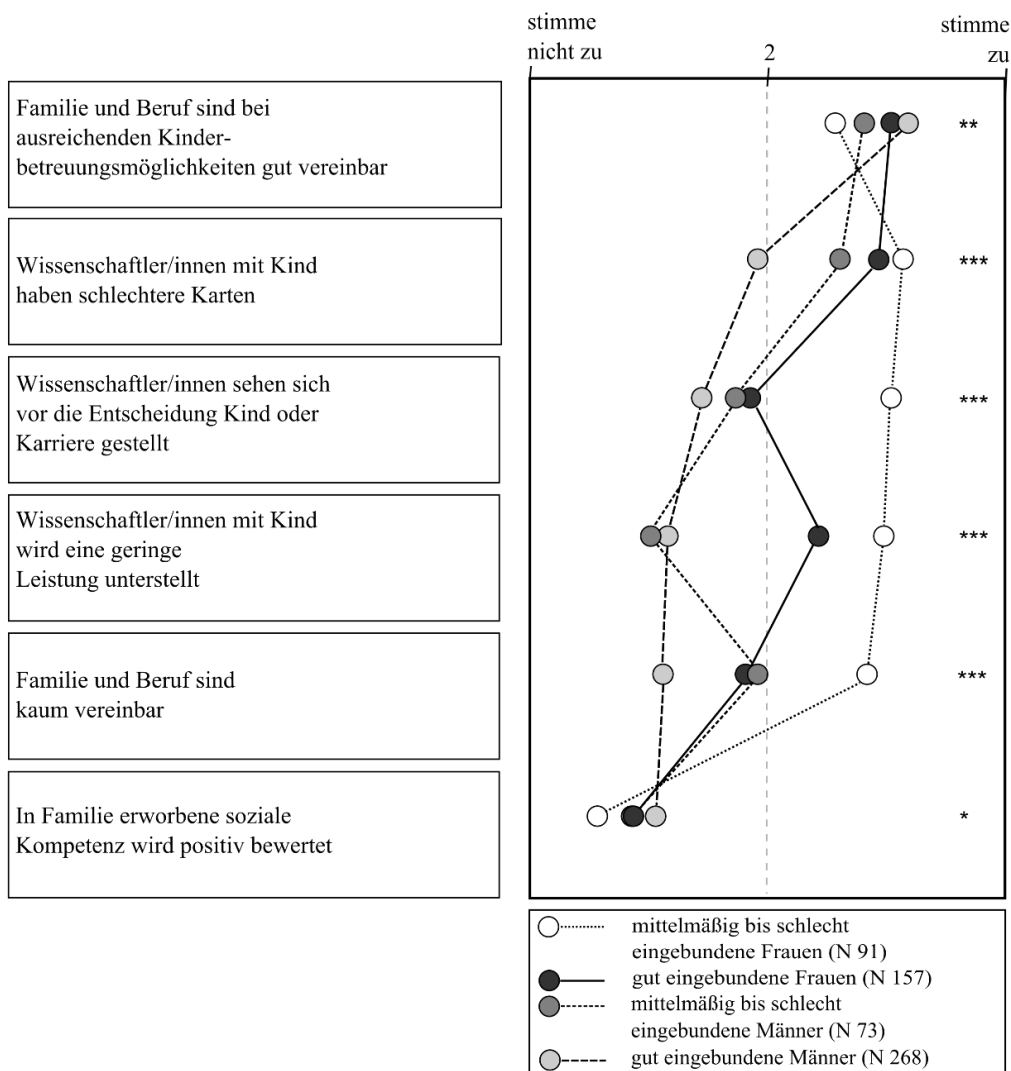 stimme
nicht zu
2
stimme
zu
Familie und Beruf sind bei
ausreichenden Kinder-
betreuungsmöglichkeiten gut vereinbar
**
Wissenschaftler/innen mit Kind
haben schlechtere Karten
***
Wissenschaftler/innen sehen sich
vor die Entscheidung Kind oder
Karriere gestellt
***
Wissenschaftler/innen mit Kind
wird eine geringe
Leistung unterstellt
***
Familie und Beruf sind
kaum vereinbar
***
In Familie erworbene soziale
Kompetenz wird positiv bewertet
*
mittelmäßig bis schlecht
eingebundene Frauen (N 91)
gut eingebundene Frauen (N 157)
mittelmäßig bis schlecht
eingebundene Männer (N 73)
gut eingebundene Männer (N 268)